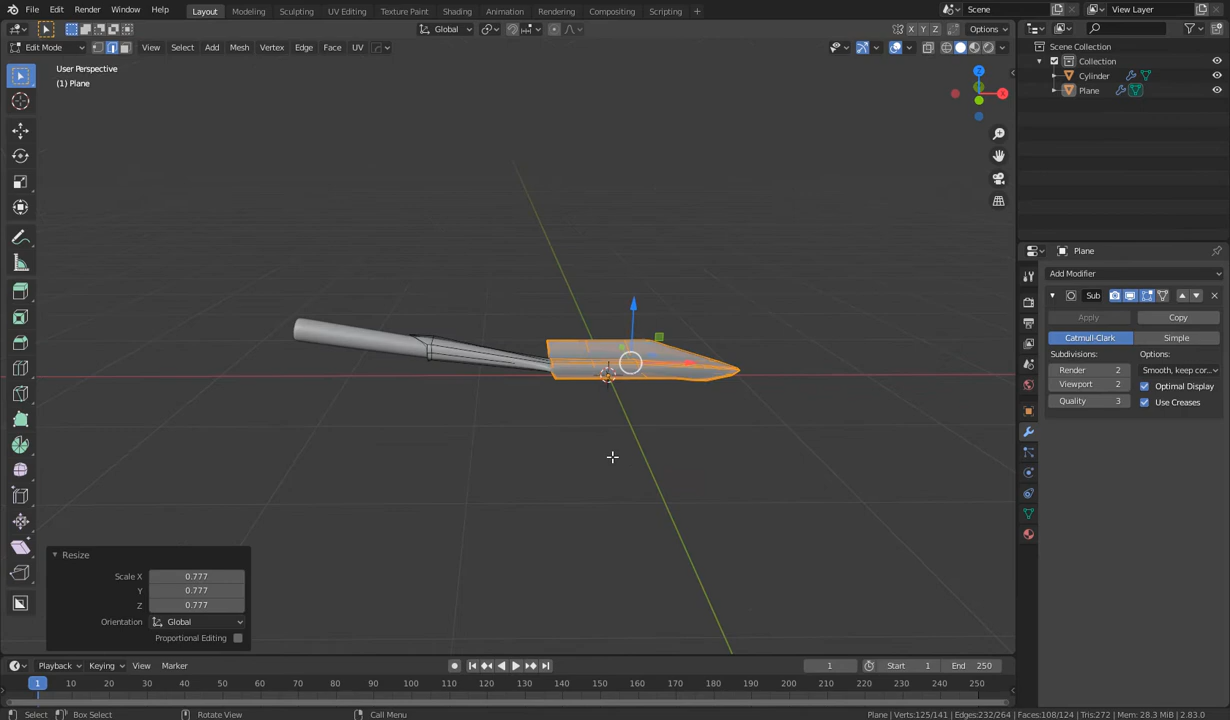 File Edit Render Window Help Layout Modeling Sculpting UV Editing Texture Paint Shading Animation Rendering Compositing Scripting + Scene View Layer
Global Options
Edit Mode View Select Add Mesh Vertex Edge Face UV X Y Z Options
User Perspective
(1) Plane
Scene Collection
Collection
Cylinder
Plane
Z
X
Plane
Add Modifier
Sub
Apply Copy
Catmull-Clark Simple
Subdivisions: Options:
Render 2 Smooth, keep cor..
Viewport 2 Optimal Display
Quality 3 Use Creases
Resize
Scale X 0.777
Y 0.777
Z 0.777
Orientation Global
Proportional Editing
Playback Keying View Marker 1 Start 1 End 250
1 10 20 30 40 50 60 70 80 90 100 110 120 130 140 150 160 170 180 190 200 210 220 230 240 250
Select Box Select Rotate View Call Menu Plane | Verts:125/141 | Edges:232/264 | Faces:108/124 | Tris:272 | Mem: 28.3 MiB | 2.83.0